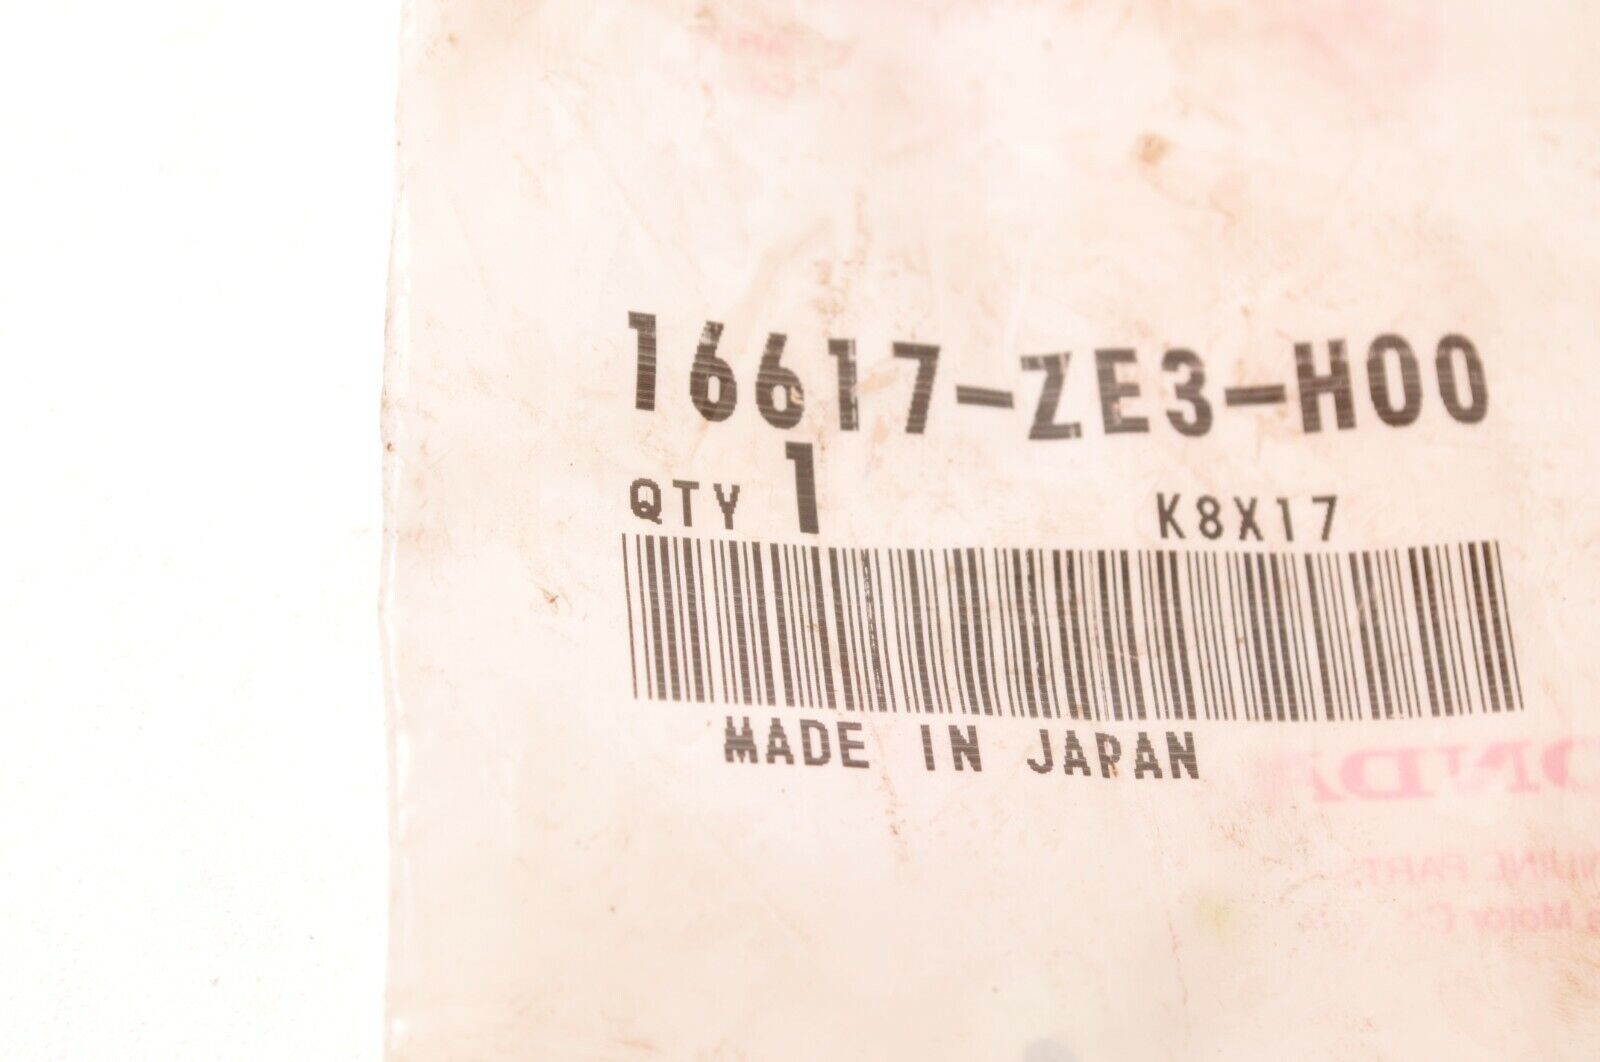 16617-ZE3-H00
QTY 1 K8X17
MADE IN JAPAN